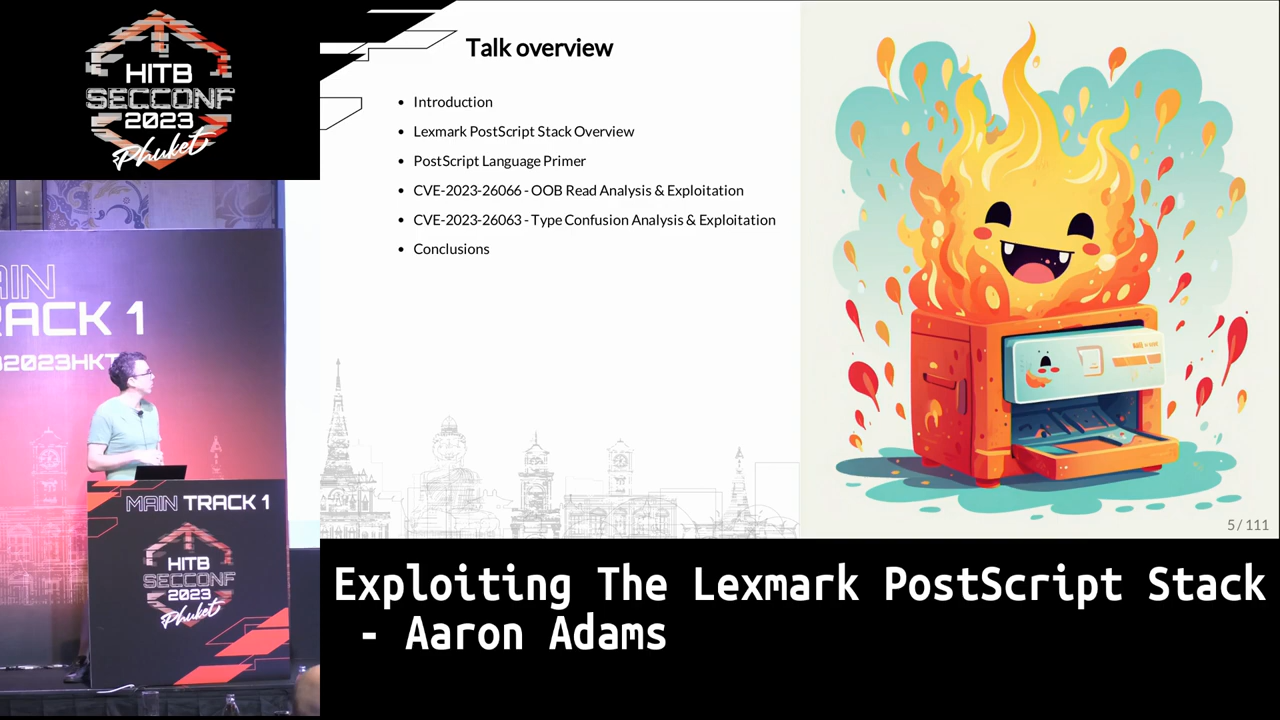 HITB
SECCONF
2023
Phuket
Talk overview
• Introduction
• Lexmark PostScript Stack Overview
• PostScript Language Primer
• CVE-2023-26066 - OOB Read Analysis & Exploitation
• CVE-2023-26063 - Type Confusion Analysis & Exploitation
• Conclusions
5 / 111
AIN
RACK 1
2023HKT
MAIN TRACK 1
HITB
SECCONF
2023
Phuket
Exploiting The Lexmark PostScript Stack
- Aaron Adams